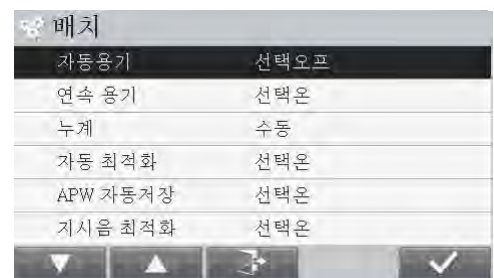 배치
자동용기 선택오프
연속 용기 선택온
누계 수동
자동 최적화 선택온
APW 자동저장 선택온
지시음 최적화 선택온